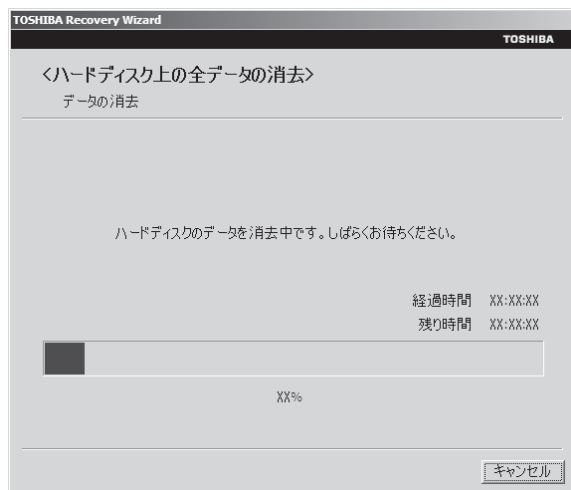 TOSHIBA Recovery Wizard
TOSHIBA
<ハードディスク上の全データの消去>
データの消去
ハードディスクのデータを消去中です。しばらくお待ちください。
経過時間 XX:XX:XX
残り時間 XX:XX:XX
XX%
キャンセル